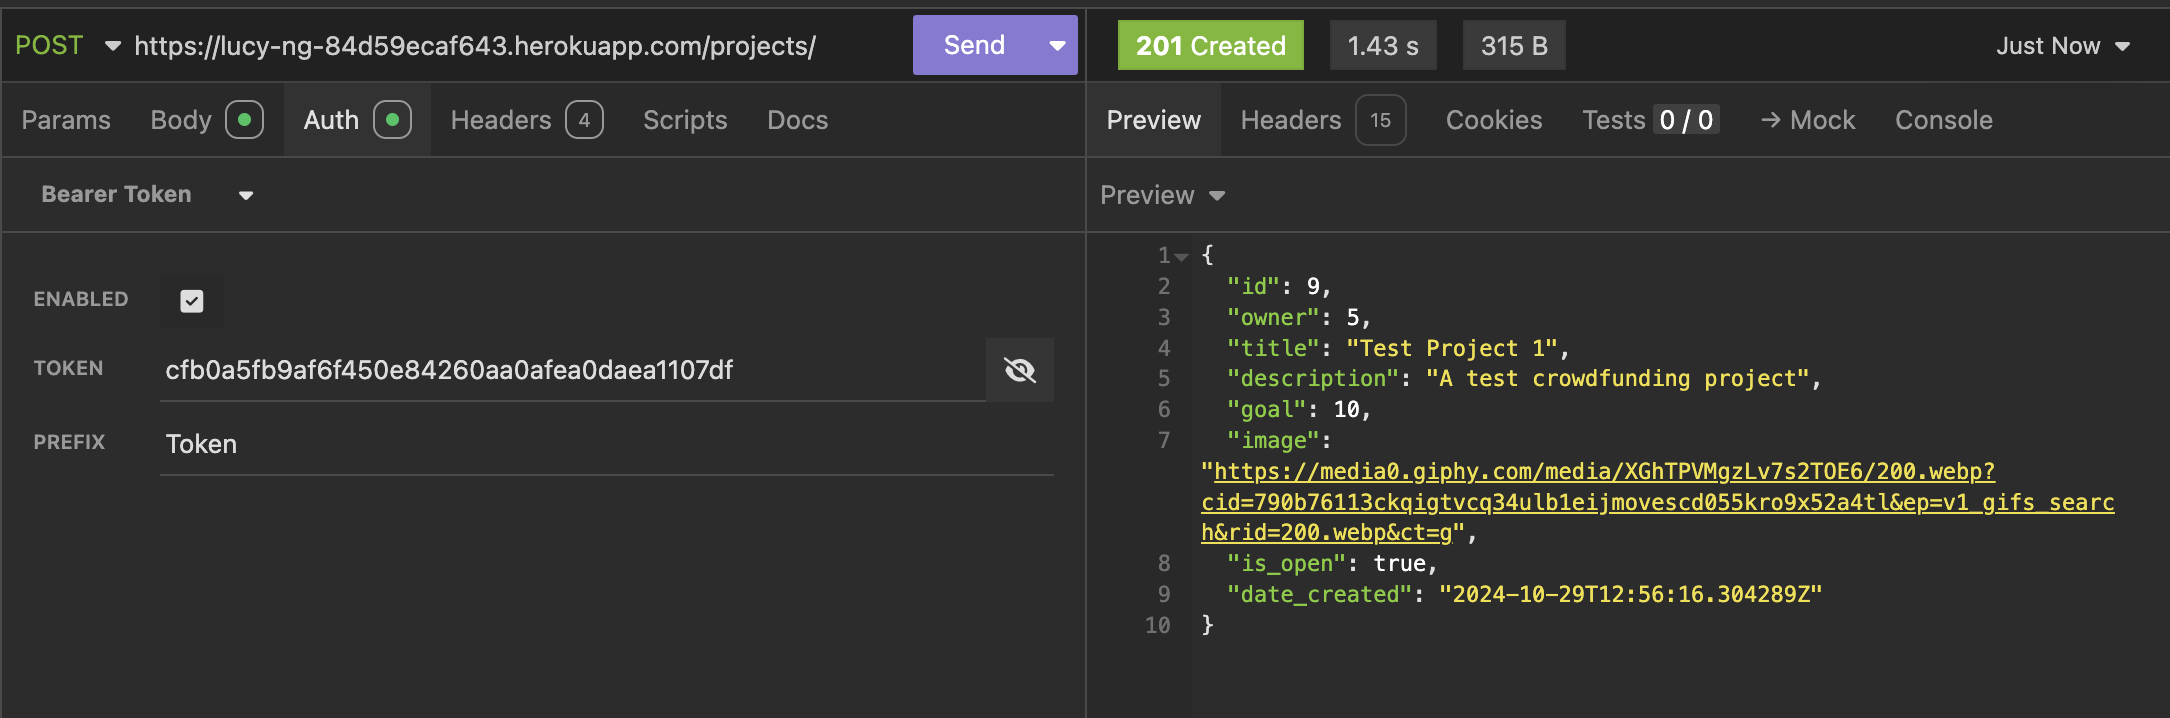 POST https://lucy-ng-84d59ecaf643.herokuapp.com/projects/ Send
201 Created 1.43 s 315 B Just Now
Params Body Auth Headers 4 Scripts Docs
Preview Headers 15 Cookies Tests 0 / 0 → Mock Console
Bearer Token
Preview
ENABLED
TOKEN cfb0a5fb9af6f450e84260aa0afea0daea1107df
PREFIX Token
1 {
2 "id": 9,
3 "owner": 5,
4 "title": "Test Project 1",
5 "description": "A test crowdfunding project",
6 "goal": 10,
7 "image":
"https://media0.giphy.com/media/XGhTPVMgzLv7s2TOE6/200.webp?
cid=790b76113ckqigtvcq34ulb1eijmovescd055kro9x52a4tl&ep=v1_gifs_searc
h&rid=200.webp&ct=g",
8 "is_open": true,
9 "date_created": "2024-10-29T12:56:16.304289Z"
10 }